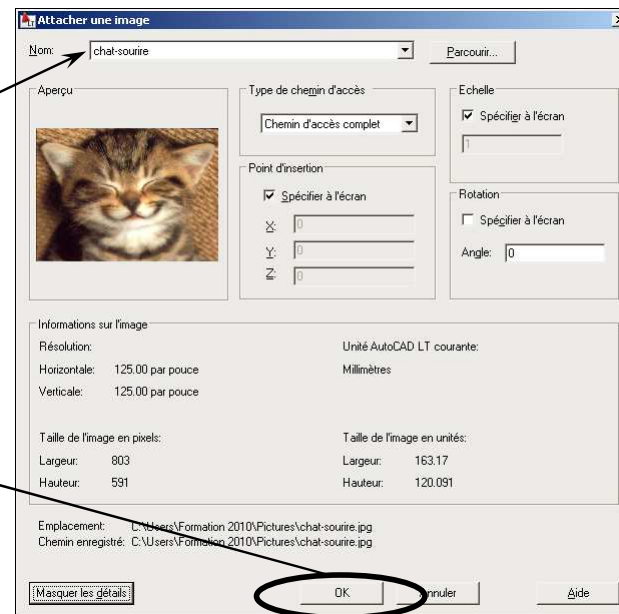 Attacher une image
Nom: chat-sourire Parcourir...
Aperçu
Type de chemin d'accès
Chemin d'accès complet
Echelle
Spécifier à l'écran
1
Point d'insertion
Spécifier à l'écran
X: 0
Y: 0
Z: 0
Rotation
Spécifier à l'écran
Angle: 0
Informations sur l'image
Résolution: Unité AutoCAD LT courante:
Horizontale: 125.00 par pouce Millimètres
Verticale: 125.00 par pouce
Taille de l'image en pixels: Taille de l'image en unités:
Largeur: 803 Largeur: 163.17
Hauteur: 591 Hauteur: 120.091
Emplacement: C:\Users\Formation 2010\Pictures\chat-sourire.jpg
Chemin enregistré: C:\Users\Formation 2010\Pictures\chat-sourire.jpg
Masquer les détails OK Annuler Aide